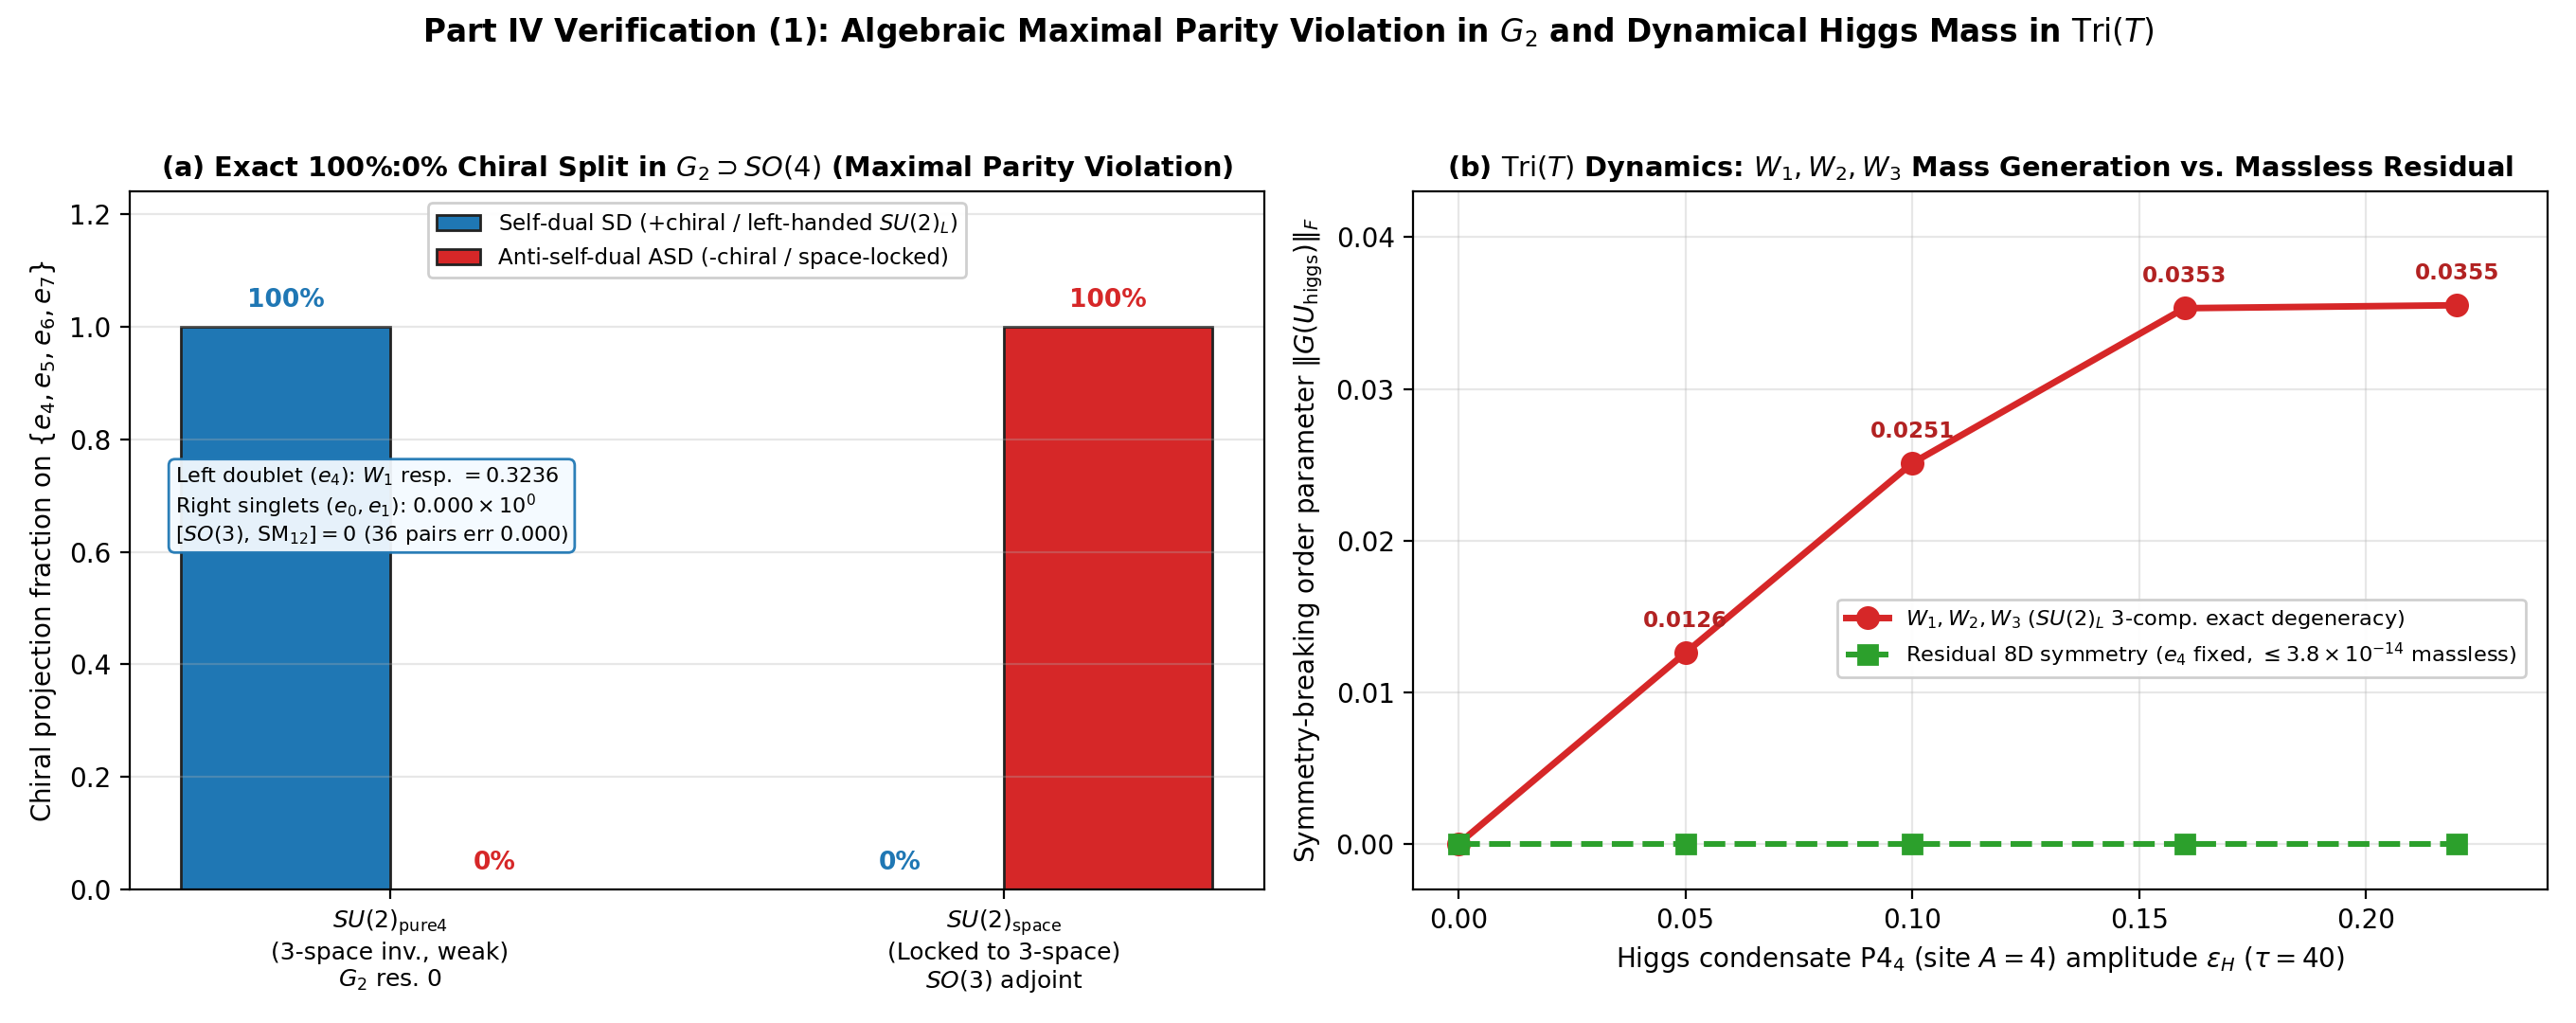 Part IV Verification (1): Algebraic Maximal Parity Violation in G₂ and Dynamical Higgs Mass in Tri(T)
(a) Exact 100%:0% Chiral Split in G₂ ⊃ SO(4) (Maximal Parity Violation)
Chiral projection fraction on {e₄, e₅, e₆, e₇}
1.2
1.0
0.8
0.6
0.4
0.2
0.0
Self-dual SD (+chiral / left-handed SU(2)_L)
Anti-self-dual ASD (-chiral / space-locked)
100%
0%
0%
100%
Left doublet (e₄): W₁ resp. = 0.3236
Right singlets (e₀, e₁): 0.000 × 10⁰
[SO(3), SM₁₂] = 0 (36 pairs err 0.000)
SU(2)_pure4
(3-space inv., weak)
G₂ res. 0
SU(2)_space
(Locked to 3-space)
SO(3) adjoint
(b) Tri(T) Dynamics: W₁, W₂, W₃ Mass Generation vs. Massless Residual
Symmetry-breaking order parameter ‖G(U_higgs)‖_F
0.04
0.03
0.02
0.01
0.00
0.0126
0.0251
0.0353
0.0355
W₁, W₂, W₃ (SU(2)_L 3-comp. exact degeneracy)
Residual 8D symmetry (e₄ fixed, ≤ 3.8 × 10⁻¹⁴ massless)
0.00 0.05 0.10 0.15 0.20
Higgs condensate P4₄ (site A = 4) amplitude ε_H (τ = 40)